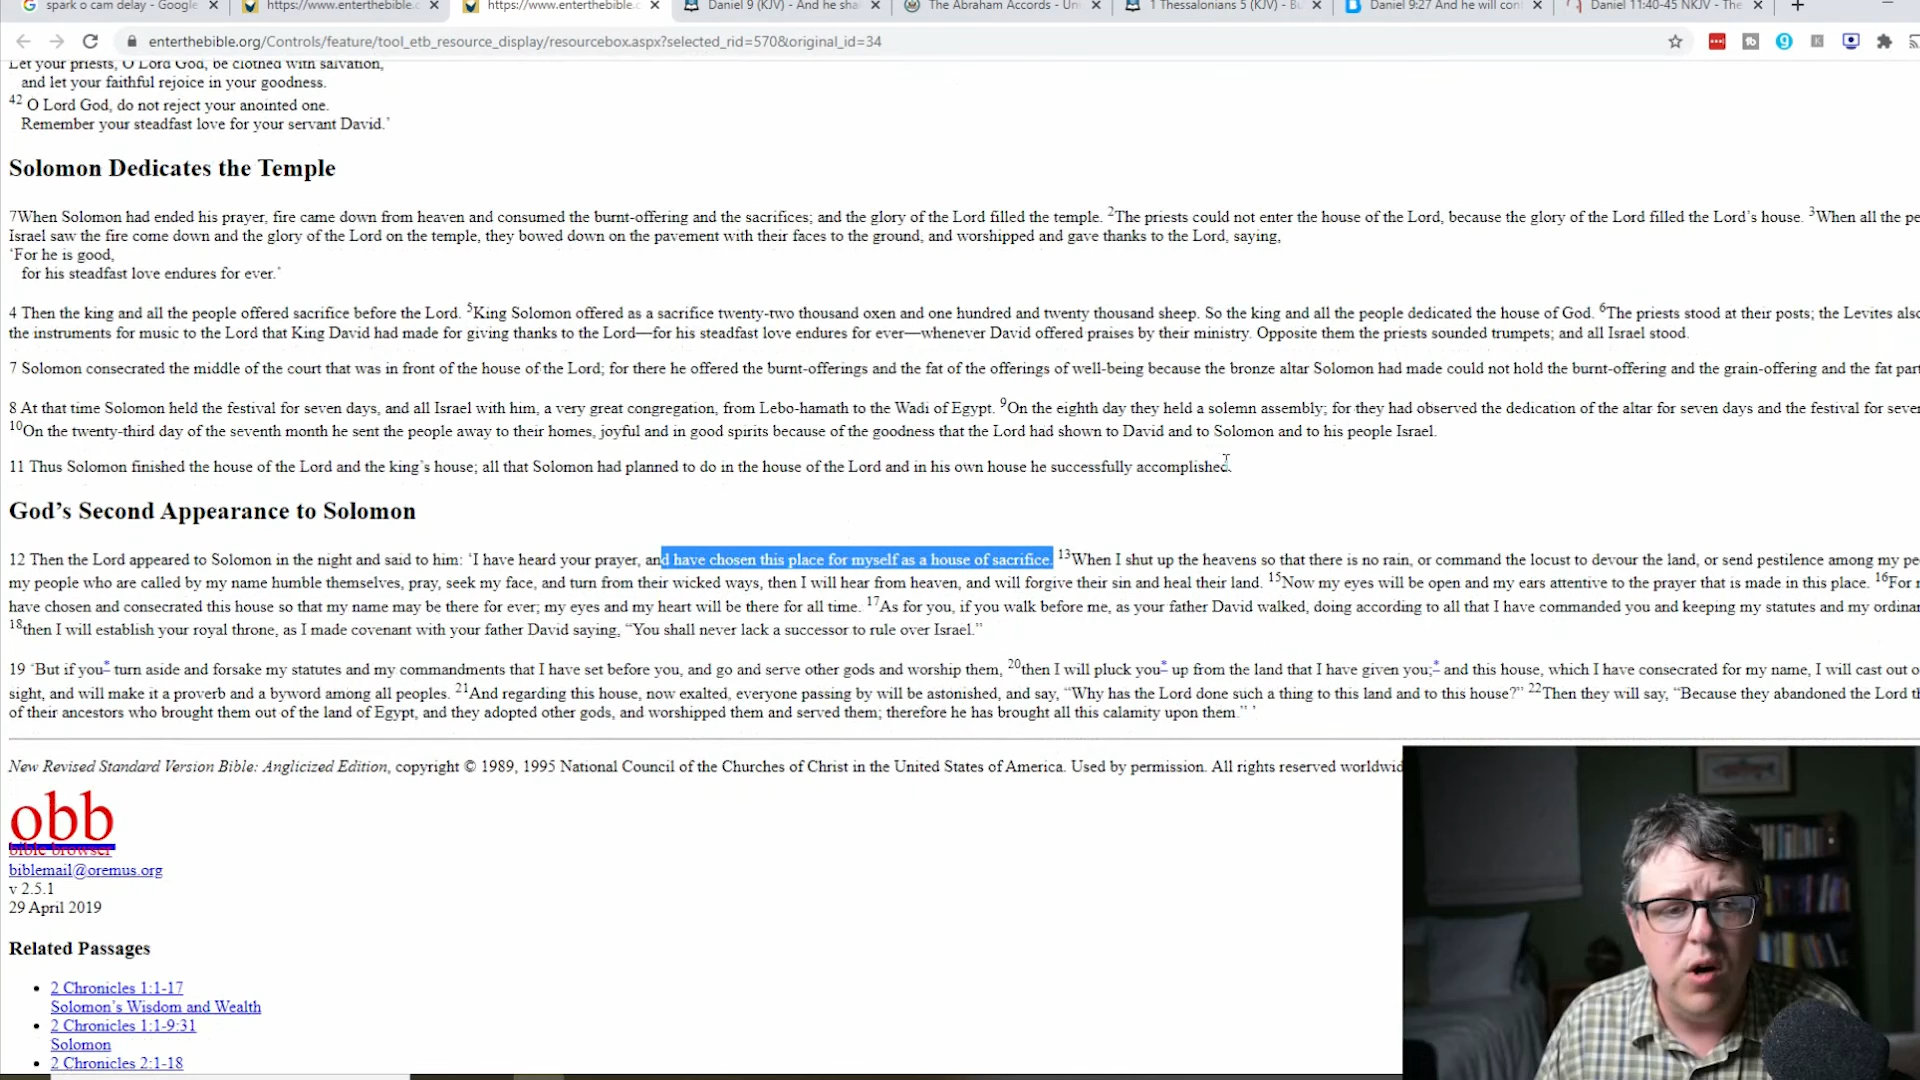 spark o cam delay - Google
https://www.enterthebible.
https://www.enterthebible.c
Daniel 9 (KJV) - And he sha
The Abraham Accords - Un
1 Thessalonians 5 (KJV) - B
Daniel 9:27 And he will con
Daniel 11:40-45 NKJV - The
enterthebible.org/Controls/feature/tool_etb_resource_display/resourcebox.aspx?selected_rid=570&original_id=34
Let your priests, O Lord God, be clothed with salvation,
and let your faithful rejoice in your goodness.
42 O Lord God, do not reject your anointed one.
Remember your steadfast love for your servant David.’
Solomon Dedicates the Temple
7When Solomon had ended his prayer, fire came down from heaven and consumed the burnt-offering and the sacrifices; and the glory of the Lord filled the temple. 2The priests could not enter the house of the Lord, because the glory of the Lord filled the Lord’s house. 3When all the pe
Israel saw the fire come down and the glory of the Lord on the temple, they bowed down on the pavement with their faces to the ground, and worshipped and gave thanks to the Lord, saying,
‘For he is good,
for his steadfast love endures for ever.’
4 Then the king and all the people offered sacrifice before the Lord. 5King Solomon offered as a sacrifice twenty-two thousand oxen and one hundred and twenty thousand sheep. So the king and all the people dedicated the house of God. 6The priests stood at their posts; the Levites also
the instruments for music to the Lord that King David had made for giving thanks to the Lord—for his steadfast love endures for ever—whenever David offered praises by their ministry. Opposite them the priests sounded trumpets; and all Israel stood.
7 Solomon consecrated the middle of the court that was in front of the house of the Lord; for there he offered the burnt-offerings and the fat of the offerings of well-being because the bronze altar Solomon had made could not hold the burnt-offering and the grain-offering and the fat part
8 At that time Solomon held the festival for seven days, and all Israel with him, a very great congregation, from Lebo-hamath to the Wadi of Egypt. 9On the eighth day they held a solemn assembly; for they had observed the dedication of the altar for seven days and the festival for seve
10On the twenty-third day of the seventh month he sent the people away to their homes, joyful and in good spirits because of the goodness that the Lord had shown to David and to Solomon and to his people Israel.
11 Thus Solomon finished the house of the Lord and the king’s house; all that Solomon had planned to do in the house of the Lord and in his own house he successfully accomplished.
God’s Second Appearance to Solomon
12 Then the Lord appeared to Solomon in the night and said to him: ‘I have heard your prayer, and have chosen this place for myself as a house of sacrifice. 13When I shut up the heavens so that there is no rain, or command the locust to devour the land, or send pestilence among my pe
my people who are called by my name humble themselves, pray, seek my face, and turn from their wicked ways, then I will hear from heaven, and will forgive their sin and heal their land. 15Now my eyes will be open and my ears attentive to the prayer that is made in this place. 16For n
have chosen and consecrated this house so that my name may be there for ever; my eyes and my heart will be there for all time. 17As for you, if you walk before me, as your father David walked, doing according to all that I have commanded you and keeping my statutes and my ordinan
18then I will establish your royal throne, as I made covenant with your father David saying, “You shall never lack a successor to rule over Israel.”
19 ‘But if you* turn aside and forsake my statutes and my commandments that I have set before you, and go and serve other gods and worship them, 20then I will pluck you* up from the land that I have given you;* and this house, which I have consecrated for my name, I will cast out o
sight, and will make it a proverb and a byword among all peoples. 21And regarding this house, now exalted, everyone passing by will be astonished, and say, “Why has the Lord done such a thing to this land and to this house?” 22Then they will say, “Because they abandoned the Lord th
of their ancestors who brought them out of the land of Egypt, and they adopted other gods, and worshipped them and served them; therefore he has brought all this calamity upon them.” ’
New Revised Standard Version Bible: Anglicized Edition, copyright © 1989, 1995 National Council of the Churches of Christ in the United States of America. Used by permission. All rights reserved worldwid
obb
bible browser
biblemail@oremus.org
v 2.5.1
29 April 2019
Related Passages
2 Chronicles 1:1-17
Solomon’s Wisdom and Wealth
2 Chronicles 1:1-9:31
Solomon
2 Chronicles 2:1-18